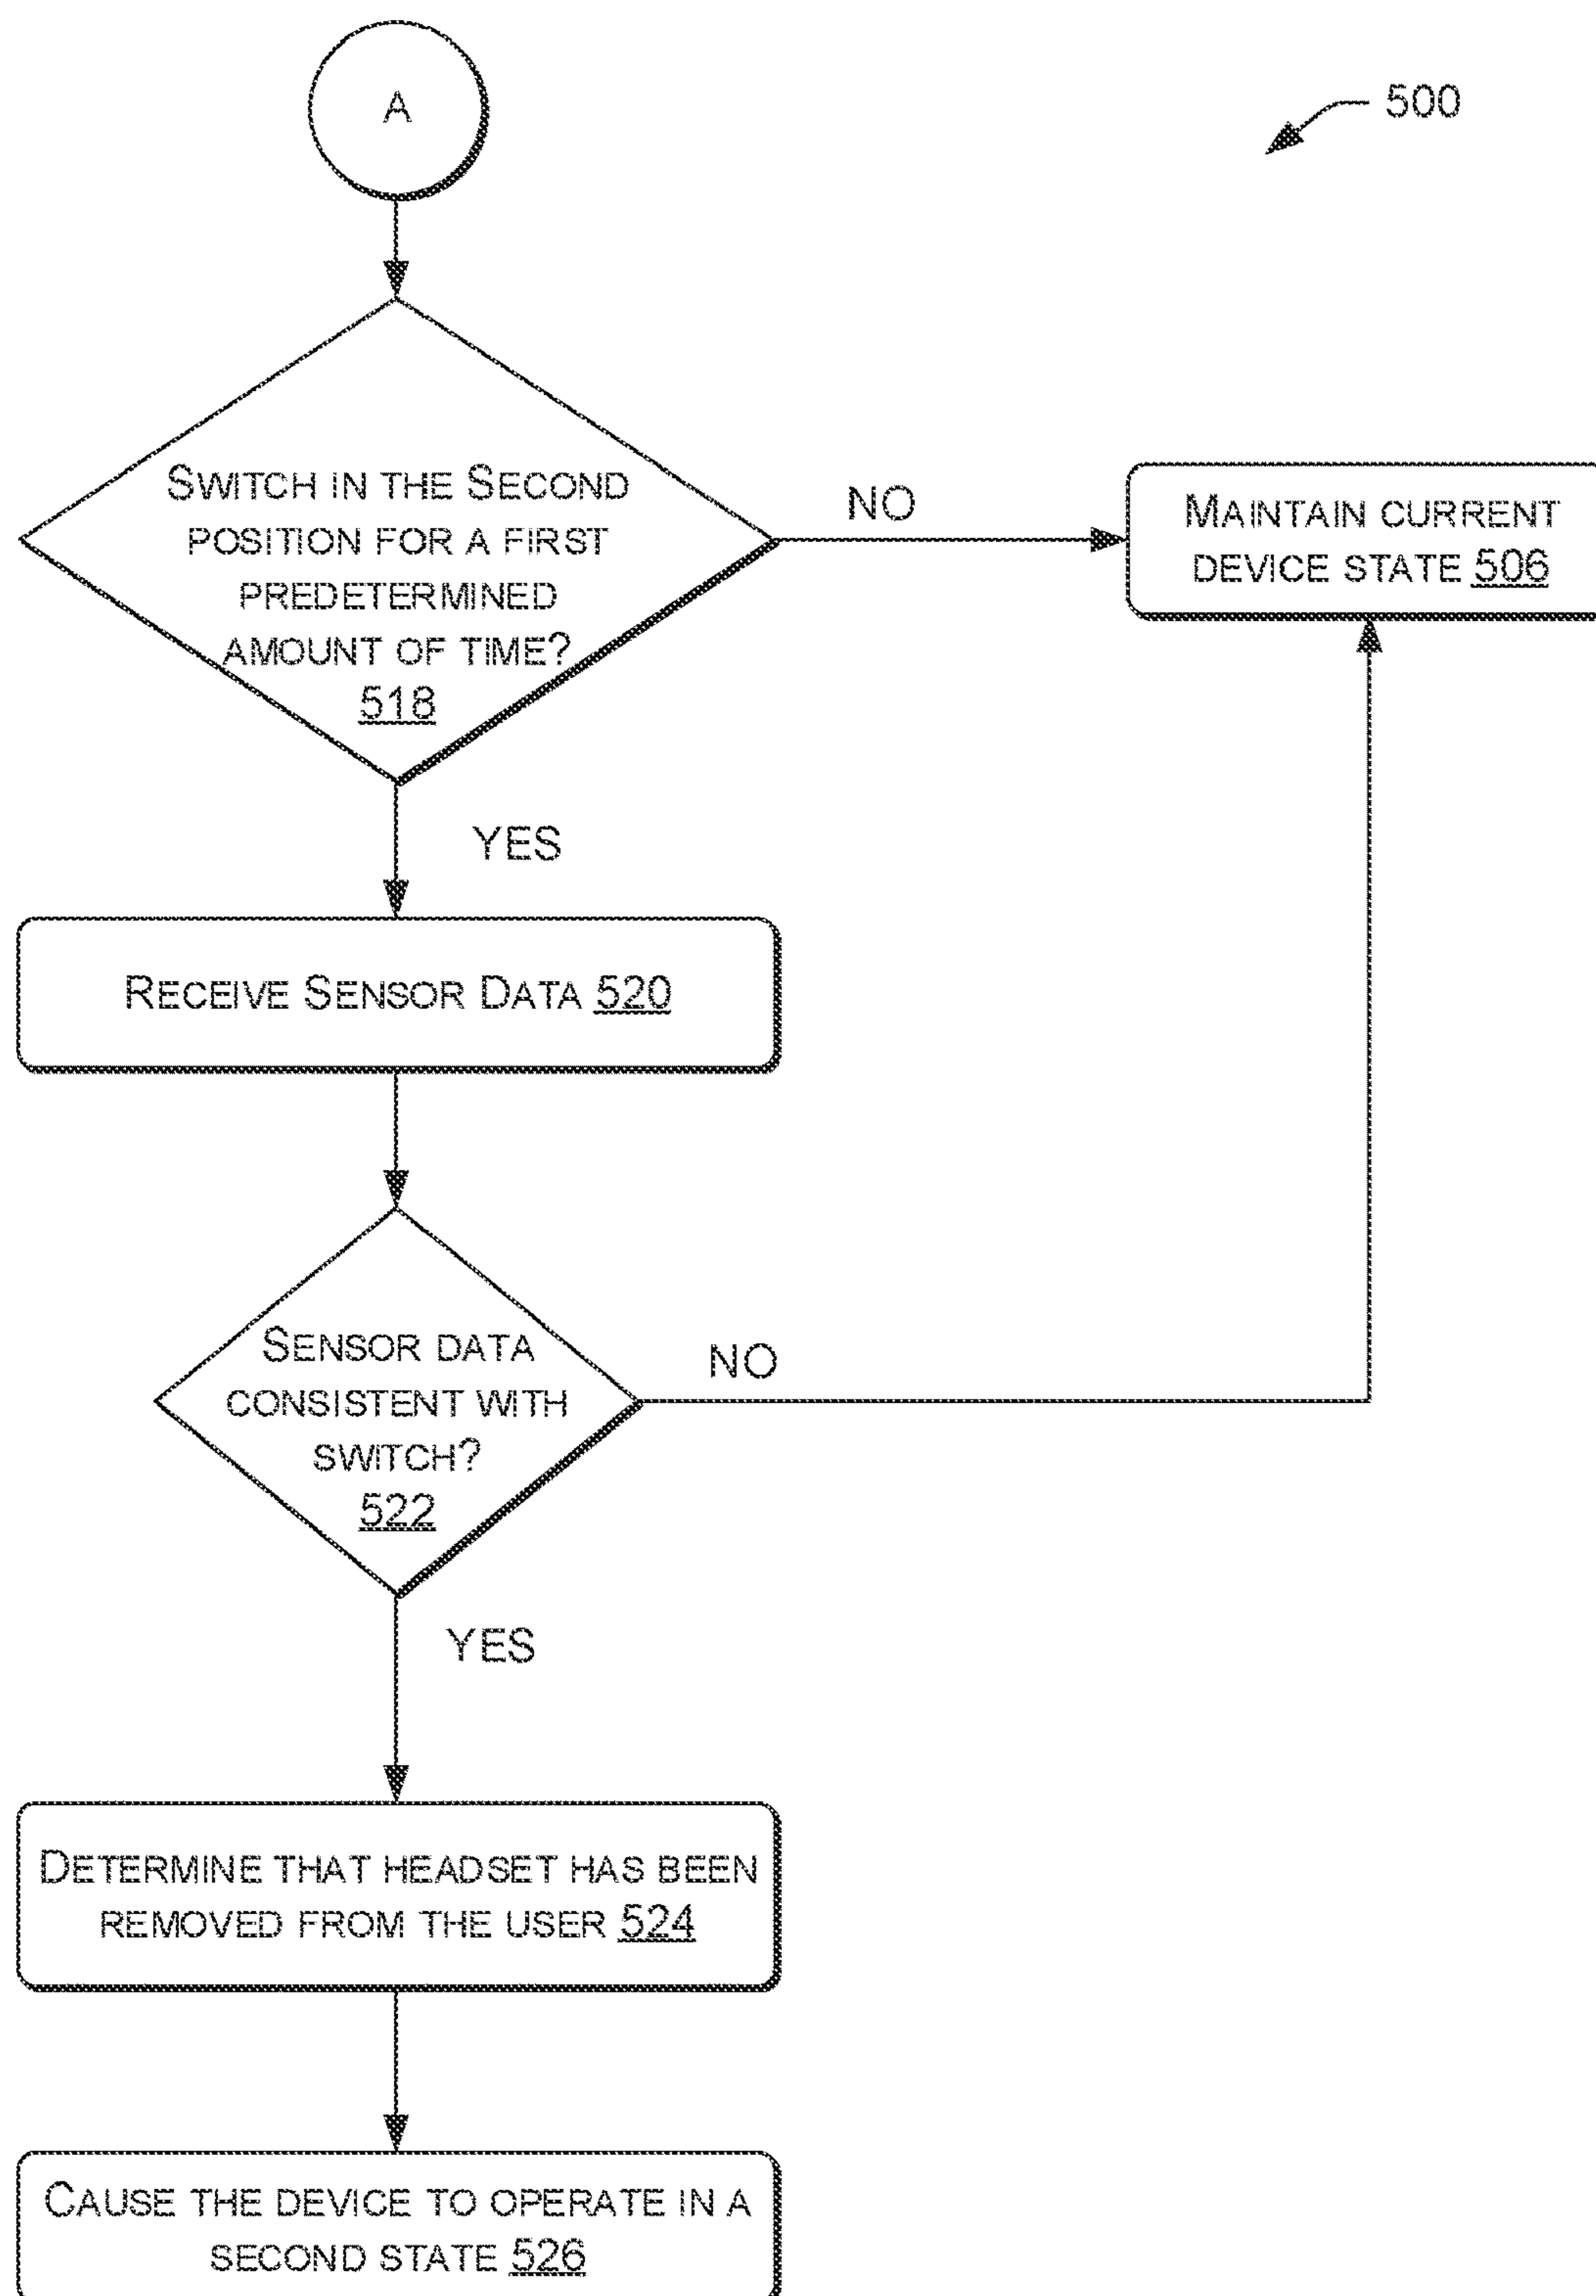 A
500
SWITCH IN THE SECOND
POSITION FOR A FIRST
PREDETERMINED
AMOUNT OF TIME?
518
NO
MAINTAIN CURRENT
DEVICE STATE 506
YES
RECEIVE SENSOR DATA 520
SENSOR DATA
CONSISTENT WITH
SWITCH?
522
NO
YES
DETERMINE THAT HEADSET HAS BEEN
REMOVED FROM THE USER 524
CAUSE THE DEVICE TO OPERATE IN A
SECOND STATE 526